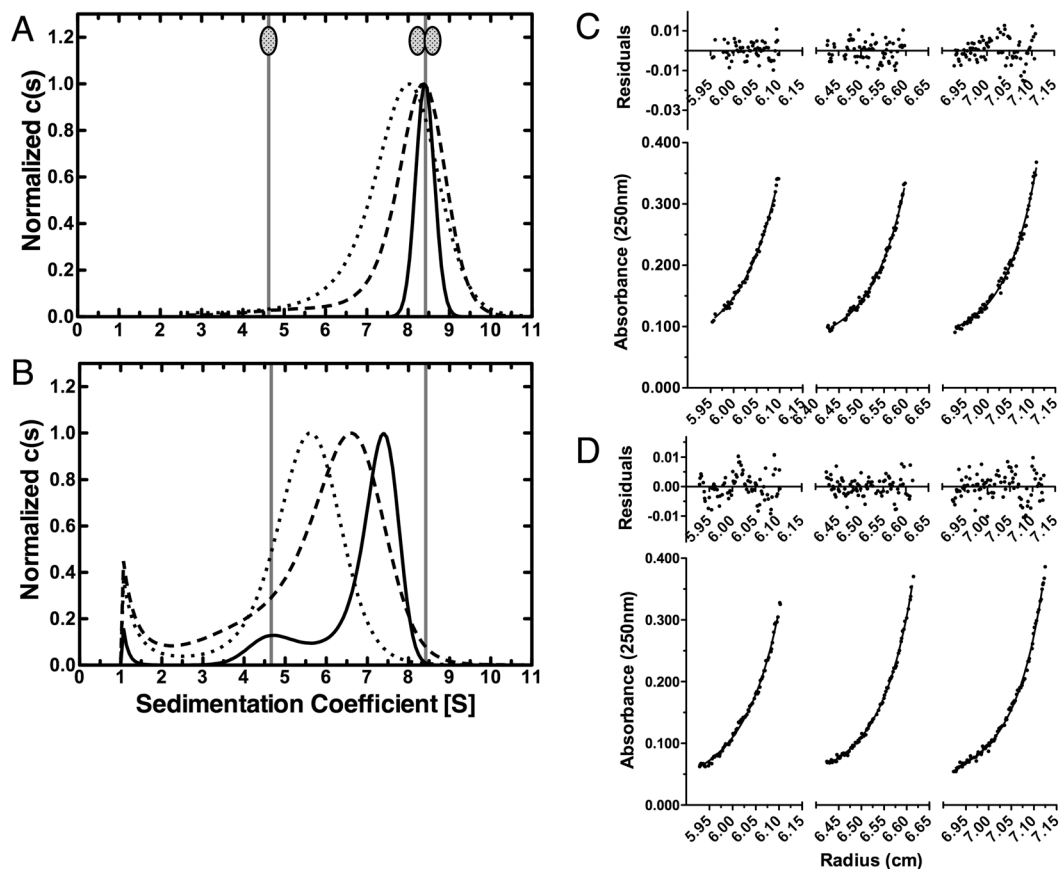 A
Normalized c(s)
1.2
1.0
0.8
0.6
0.4
0.2
0.0
0 1 2 3 4 5 6 7 8 9 10 11
B
Normalized c(s)
1.2
1.0
0.8
0.6
0.4
0.2
0.0
0 1 2 3 4 5 6 7 8 9 10 11
Sedimentation Coefficient [S]
C
Residuals
0.01
-0.01
-0.03
5.95 6.00 6.05 6.10 6.15 6.45 6.50 6.55 6.60 6.65 6.95 7.00 7.05 7.10 7.15
Absorbance (250nm)
0.400
0.300
0.200
0.100
0.000
5.95 6.00 6.05 6.10 6.15 6.40 6.45 6.50 6.55 6.60 6.65 6.95 7.00 7.05 7.10 7.15
D
Residuals
0.01
0.00
-0.01
5.95 6.00 6.05 6.10 6.15 6.45 6.50 6.55 6.60 6.65 6.95 7.00 7.05 7.10 7.15
Absorbance (250nm)
0.400
0.300
0.200
0.100
0.000
5.95 6.00 6.05 6.10 6.15 6.45 6.50 6.55 6.60 6.65 6.95 7.00 7.05 7.10 7.15
Radius (cm)